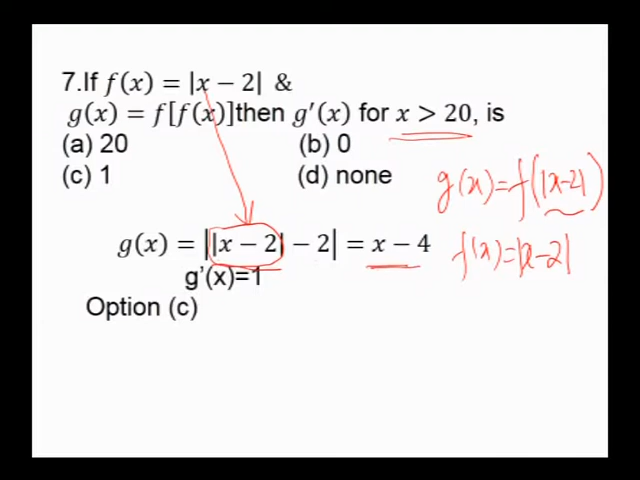 7.If f(x) = |x − 2| &
g(x) = f[f(x)]then g′(x) for x > 20, is
(a) 20 (b) 0
(c) 1 (d) none
g(x)=f(|x-2|)
g(x) = ||x − 2| − 2| = x − 4
f(x)=|x-2|
g’(x)=1
Option (c)